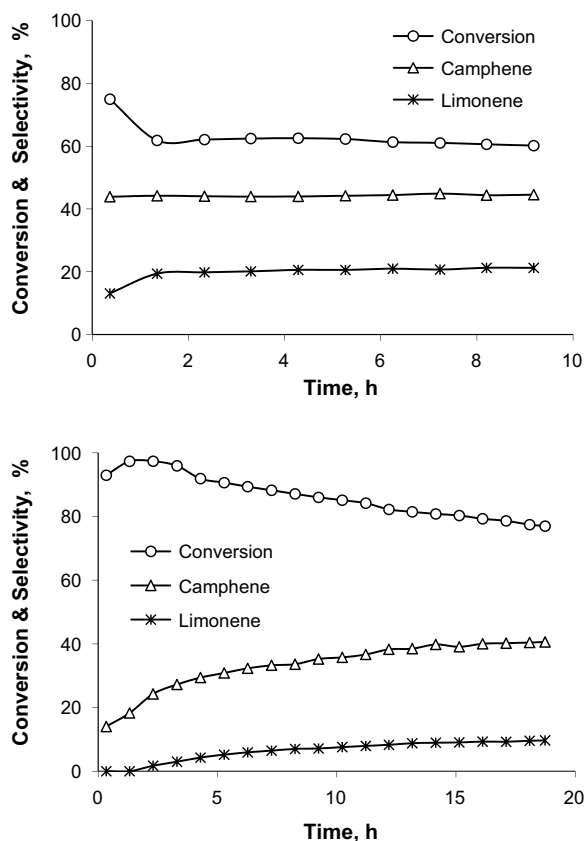 Conversion & Selectivity, %
100
80
60
40
20
0
Conversion
Camphene
Limonene
0 2 4 6 8 10
Time, h
Conversion & Selectivity, %
100
80
60
40
20
0
Conversion
Camphene
Limonene
0 5 10 15 20
Time, h